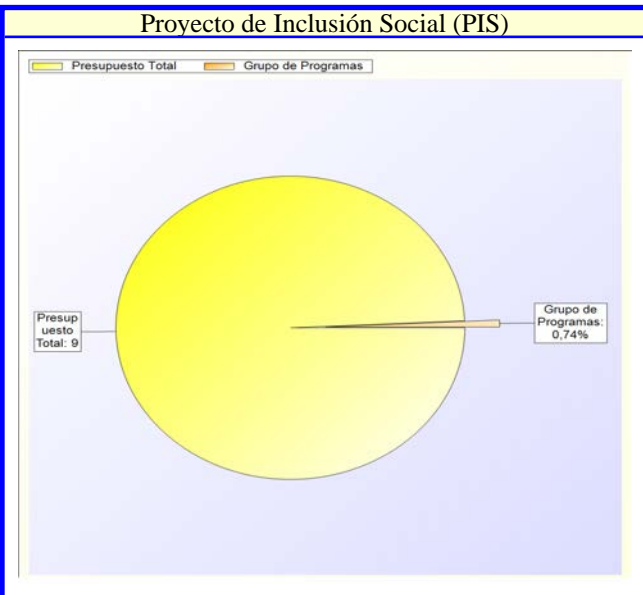 Proyecto de Inclusión Social (PIS)
Presupuesto Total
Grupo de Programas
Presup
uesto
Total: 9
Grupo de
Programas:
0,74%